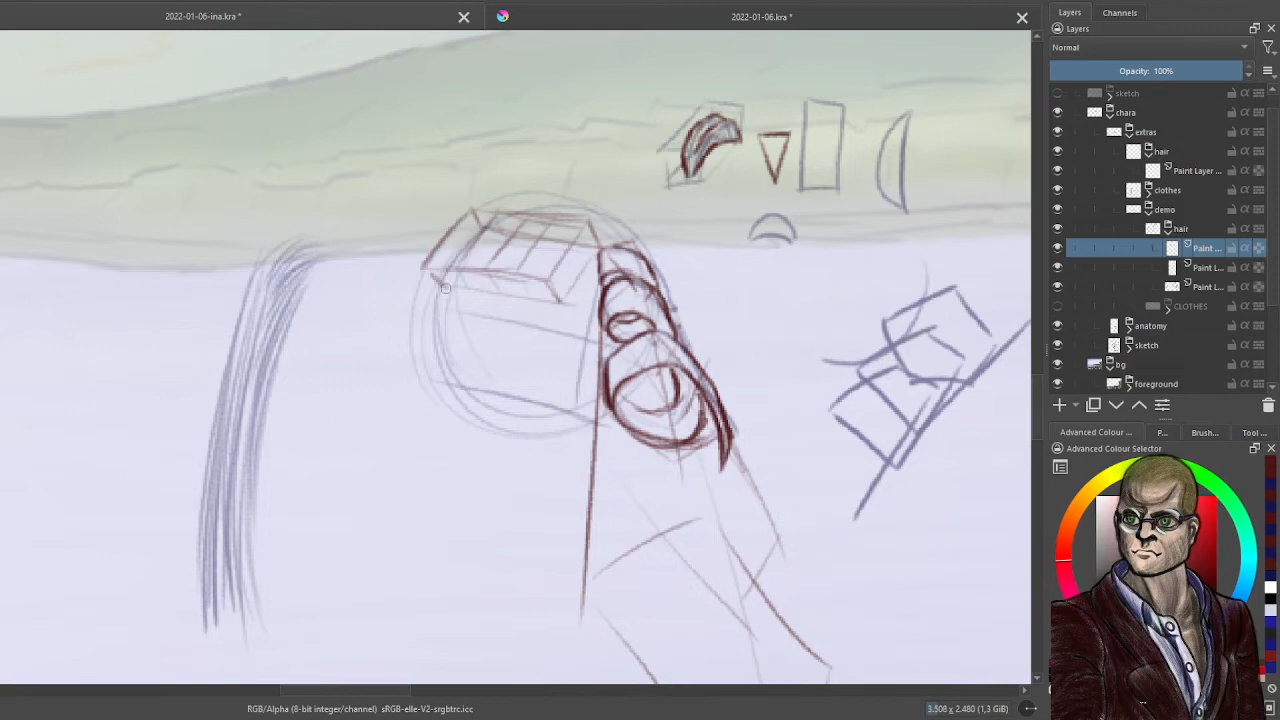 2022-01-06-ina.kra *
2022-01-06.kra *
Layers
Channels
Layers
Normal
Opacity: 100%
sketch
chara
extras
hair
Paint Layer ...
clothes
demo
hair
Paint ...
Paint L...
Paint L...
CLOTHES
anatomy
sketch
bg
foreground
Advanced Colour ...
P...
Brush...
Tool ...
Advanced Colour Selector
RGB/Alpha (8-bit integer/channel) sRGB-elle-V2-srgbtrc.icc
3.508 x 2.480 (1,3 GiB)